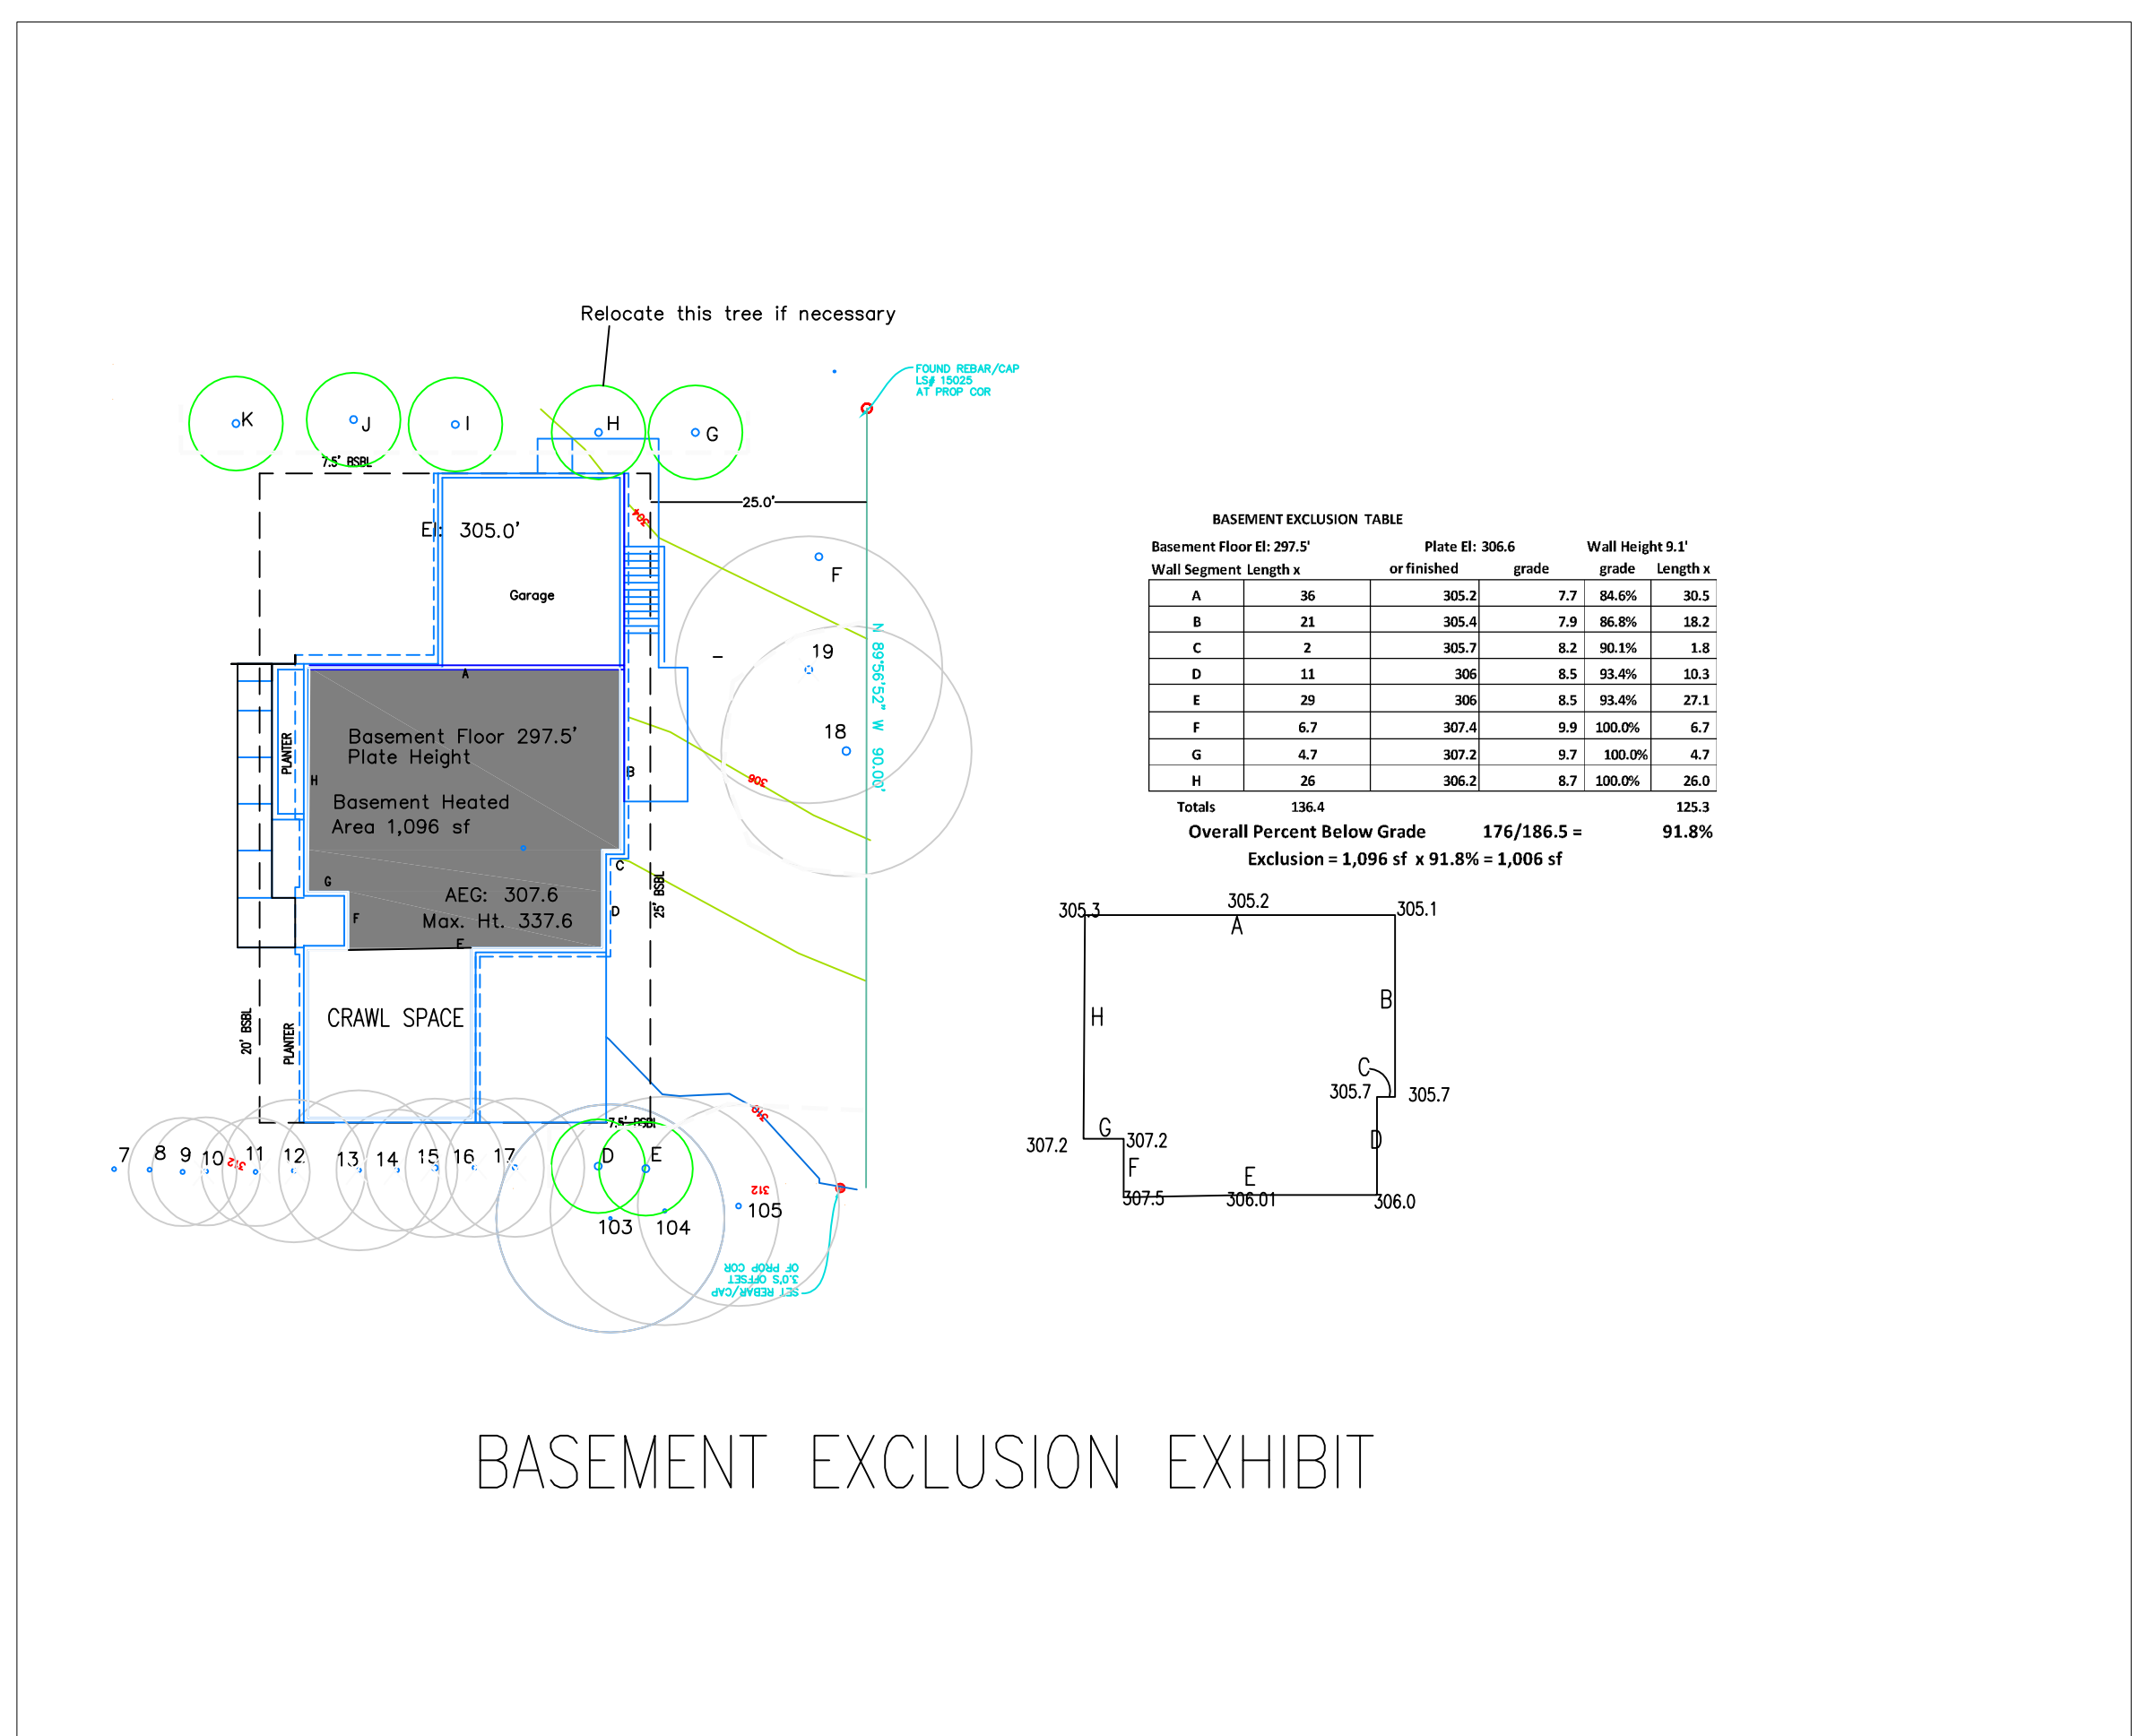 Relocate this tree if necessary
FOUND REBAR/CAP
LS# 15025
AT PROP COR
K
J
I
H
G
7.5' BSBL
25.0'
El: 305.0'
304
Garage
F
19
18
N 89°56'52" W 90.00'
A
Basement Floor 297.5'
Plate Height
PLANTER
H
B
306
Basement Heated
Area 1,096 sf
C
G
AEG: 307.6
F
D
Max. Ht. 337.6
E
25' BSBL
CRAWL SPACE
20' BSBL
PLANTER
310
7.5' BSBL
7
8
9
10
312
11
12
13
14
15
16
17
D
E
312
103
104
105
SET REBAR/CAP
3.0'S'LY OFFSET
OF PROP COR
BASEMENT EXCLUSION TABLE
Basement Floor El: 297.5' Plate El: 306.6 Wall Height 9.1'
Wall Segment Length x or finished grade grade Length x
A 36 305.2 7.7 84.6% 30.5
B 21 305.4 7.9 86.8% 18.2
C 2 305.7 8.2 90.1% 1.8
D 11 306 8.5 93.4% 10.3
E 29 306 8.5 93.4% 27.1
F 6.7 307.4 9.9 100.0% 6.7
G 4.7 307.2 9.7 100.0% 4.7
H 26 306.2 8.7 100.0% 26.0
Totals 136.4 125.3
Overall Percent Below Grade 176/186.5 = 91.8%
Exclusion = 1,096 sf x 91.8% = 1,006 sf
305.3
305.2
305.1
A
B
H
C
305.7
305.7
G
D
307.2
307.2
F
E
307.5
306.01
306.0
BASEMENT EXCLUSION EXHIBIT